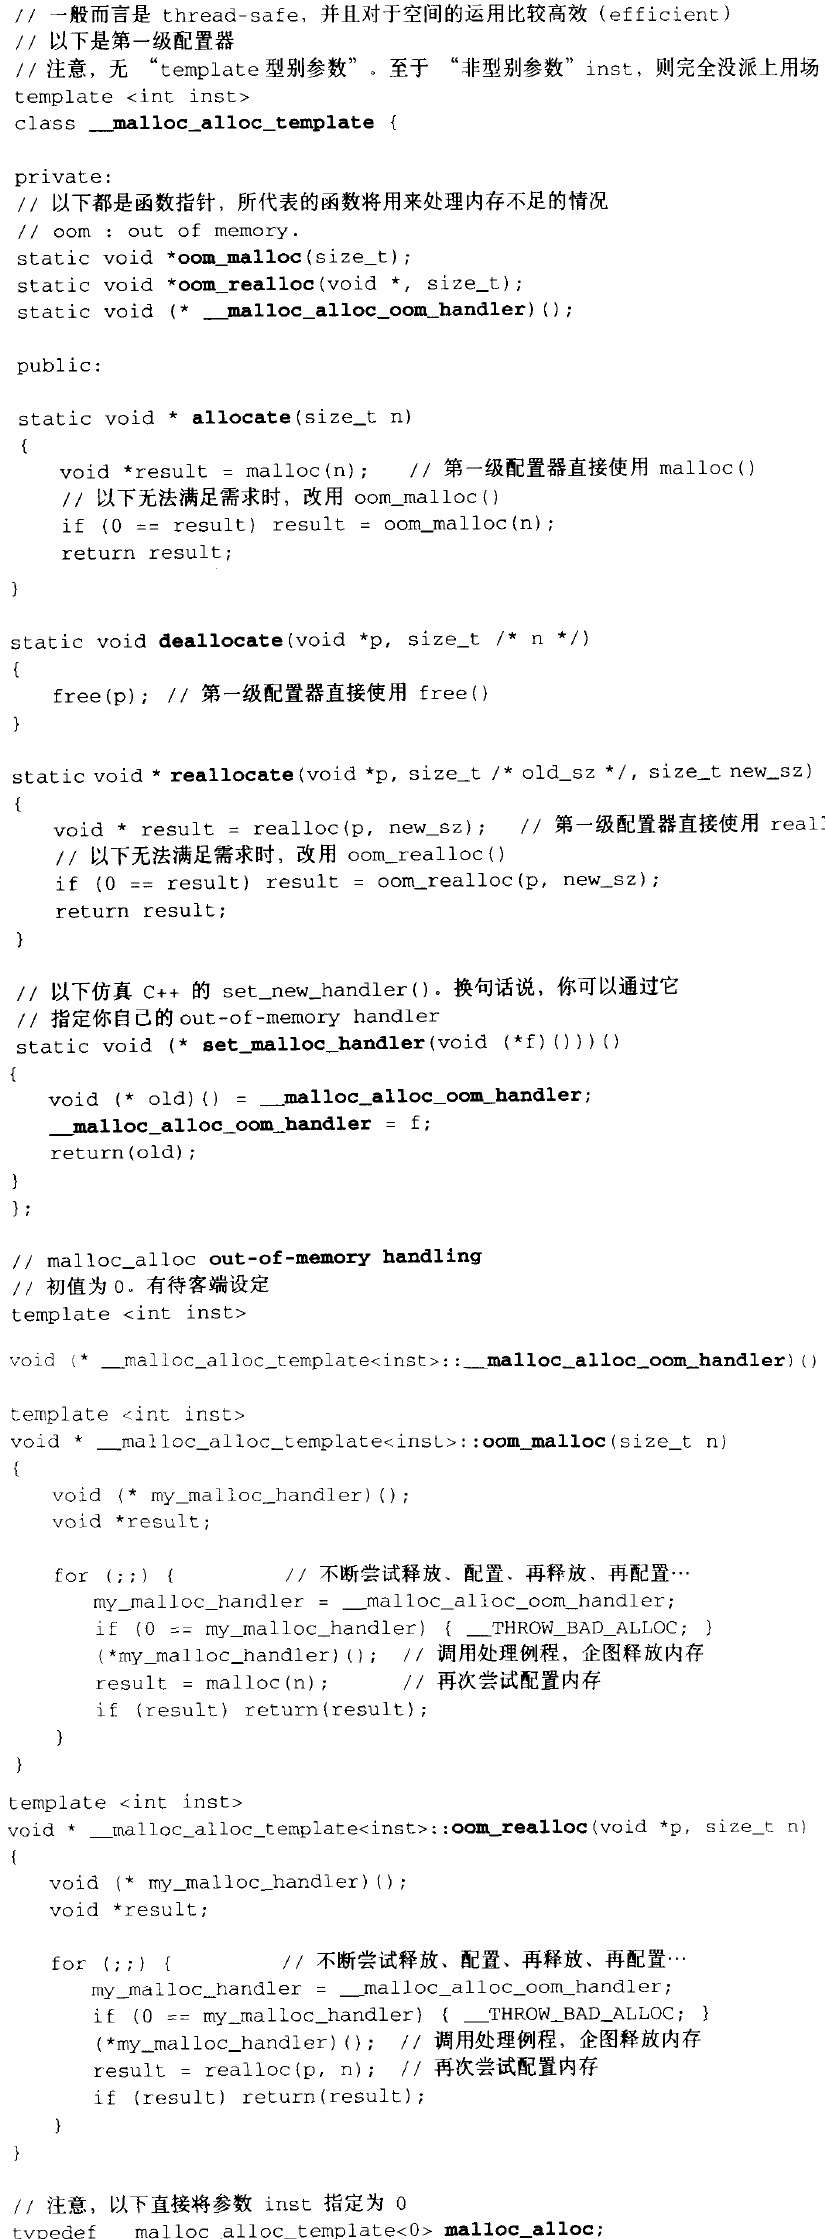 // 一般而言是 thread-safe，并且对于空间的运用比较高效（efficient）
// 以下是第一级配置器
// 注意，无 “template 型别参数”。至于 “非型别参数” inst，则完全没派上用场
template <int inst>
class __malloc_alloc_template {
private:
// 以下都是函数指针，所代表的函数将用来处理内存不足的情况
// oom : out of memory.
static void *oom_malloc(size_t);
static void *oom_realloc(void *, size_t);
static void (* __malloc_alloc_oom_handler)();
public:
static void * allocate(size_t n)
{
void *result = malloc(n); // 第一级配置器直接使用 malloc()
// 以下无法满足需求时，改用 oom_malloc()
if (0 == result) result = oom_malloc(n);
return result;
}
static void deallocate(void *p, size_t /* n */)
{
free(p); // 第一级配置器直接使用 free()
}
static void * reallocate(void *p, size_t /* old_sz */, size_t new_sz)
{
void * result = realloc(p, new_sz); // 第一级配置器直接使用 real
// 以下无法满足需求时，改用 oom_realloc()
if (0 == result) result = oom_realloc(p, new_sz);
return result;
}
// 以下仿真 C++ 的 set_new_handler()。换句话说，你可以通过它
// 指定你自己的 out-of-memory handler
static void (* set_malloc_handler(void (*f)()))()
{
void (* old)() = __malloc_alloc_oom_handler;
__malloc_alloc_oom_handler = f;
return(old);
}
};
// malloc_alloc out-of-memory handling
// 初值为 0。有待客端设定
template <int inst>
void (* __malloc_alloc_template<inst>::__malloc_alloc_oom_handler)()
template <int inst>
void * __malloc_alloc_template<inst>::oom_malloc(size_t n)
{
void (* my_malloc_handler)();
void *result;
for (;;) { // 不断尝试释放、配置、再释放、再配置…
my_malloc_handler = __malloc_alloc_oom_handler;
if (0 == my_malloc_handler) { __THROW_BAD_ALLOC; }
(*my_malloc_handler)(); // 调用处理例程，企图释放内存
result = malloc(n); // 再次尝试配置内存
if (result) return(result);
}
}
template <int inst>
void * __malloc_alloc_template<inst>::oom_realloc(void *p, size_t n)
{
void (* my_malloc_handler)();
void *result;
for (;;) { // 不断尝试释放、配置、再释放、再配置…
my_malloc_handler = __malloc_alloc_oom_handler;
if (0 == my_malloc_handler) { __THROW_BAD_ALLOC; }
(*my_malloc_handler)(); // 调用处理例程，企图释放内存
result = realloc(p, n); // 再次尝试配置内存
if (result) return(result);
}
}
// 注意，以下直接将参数 inst 指定为 0
typedef __malloc_alloc_template<0> malloc_alloc;